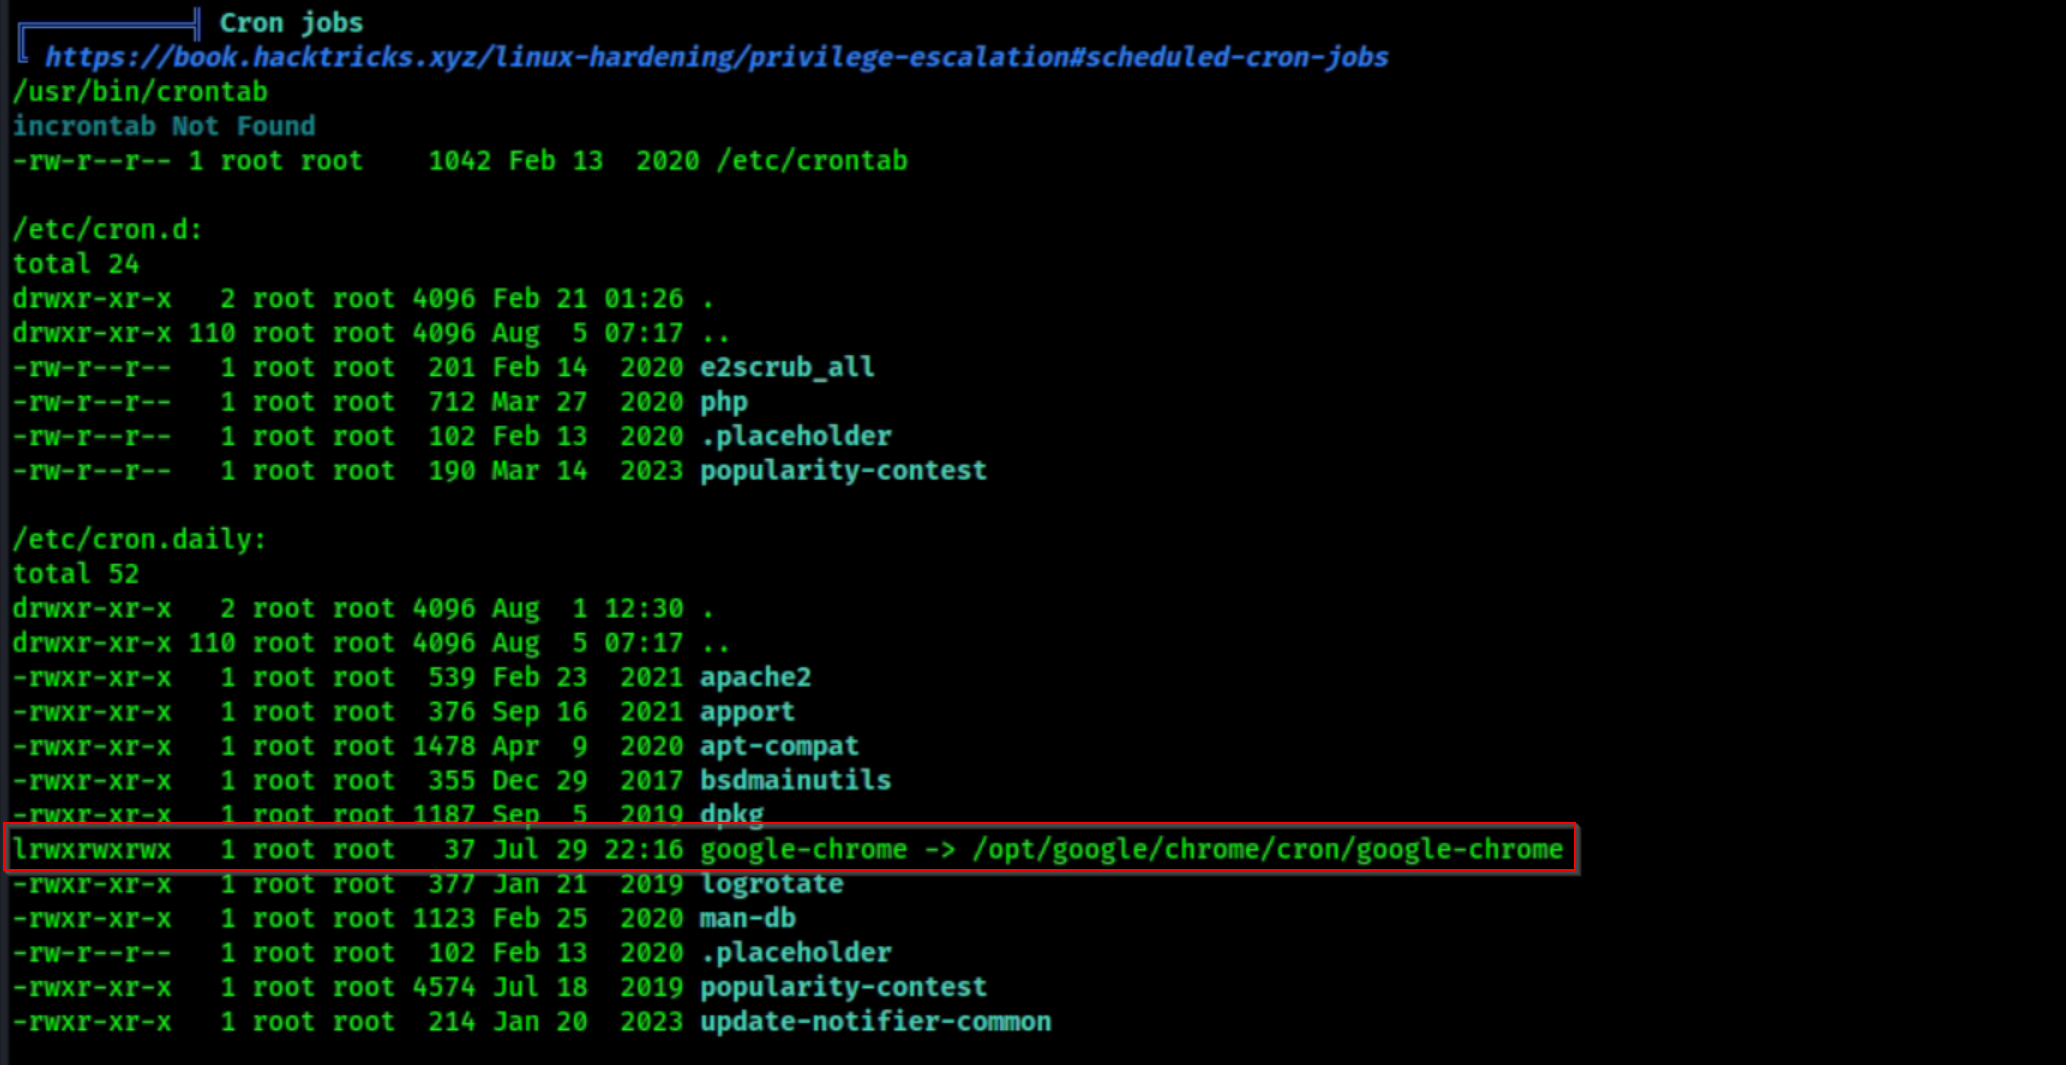 Cron jobs
https://book.hacktricks.xyz/linux-hardening/privilege-escalation#scheduled-cron-jobs
/usr/bin/crontab
incrontab Not Found
-rw-r--r-- 1 root root    1042 Feb 13  2020 /etc/crontab
/etc/cron.d:
total 24
drwxr-xr-x   2 root root 4096 Feb 21 01:26 .
drwxr-xr-x 110 root root 4096 Aug  5 07:17 ..
-rw-r--r--   1 root root  201 Feb 14  2020 e2scrub_all
-rw-r--r--   1 root root  712 Mar 27  2020 php
-rw-r--r--   1 root root  102 Feb 13  2020 .placeholder
-rw-r--r--   1 root root  190 Mar 14  2023 popularity-contest
/etc/cron.daily:
total 52
drwxr-xr-x   2 root root 4096 Aug  1 12:30 .
drwxr-xr-x 110 root root 4096 Aug  5 07:17 ..
-rwxr-xr-x   1 root root  539 Feb 23  2021 apache2
-rwxr-xr-x   1 root root  376 Sep 16  2021 apport
-rwxr-xr-x   1 root root 1478 Apr  9  2020 apt-compat
-rwxr-xr-x   1 root root  355 Dec 29  2017 bsdmainutils
-rwxr-xr-x   1 root root 1187 Sep  5  2019 dpkg
lrwxrwxrwx   1 root root   37 Jul 29 22:16 google-chrome -> /opt/google/chrome/cron/google-chrome
-rwxr-xr-x   1 root root  377 Jan 21  2019 logrotate
-rwxr-xr-x   1 root root 1123 Feb 25  2020 man-db
-rw-r--r--   1 root root  102 Feb 13  2020 .placeholder
-rwxr-xr-x   1 root root 4574 Jul 18  2019 popularity-contest
-rwxr-xr-x   1 root root  214 Jan 20  2023 update-notifier-common